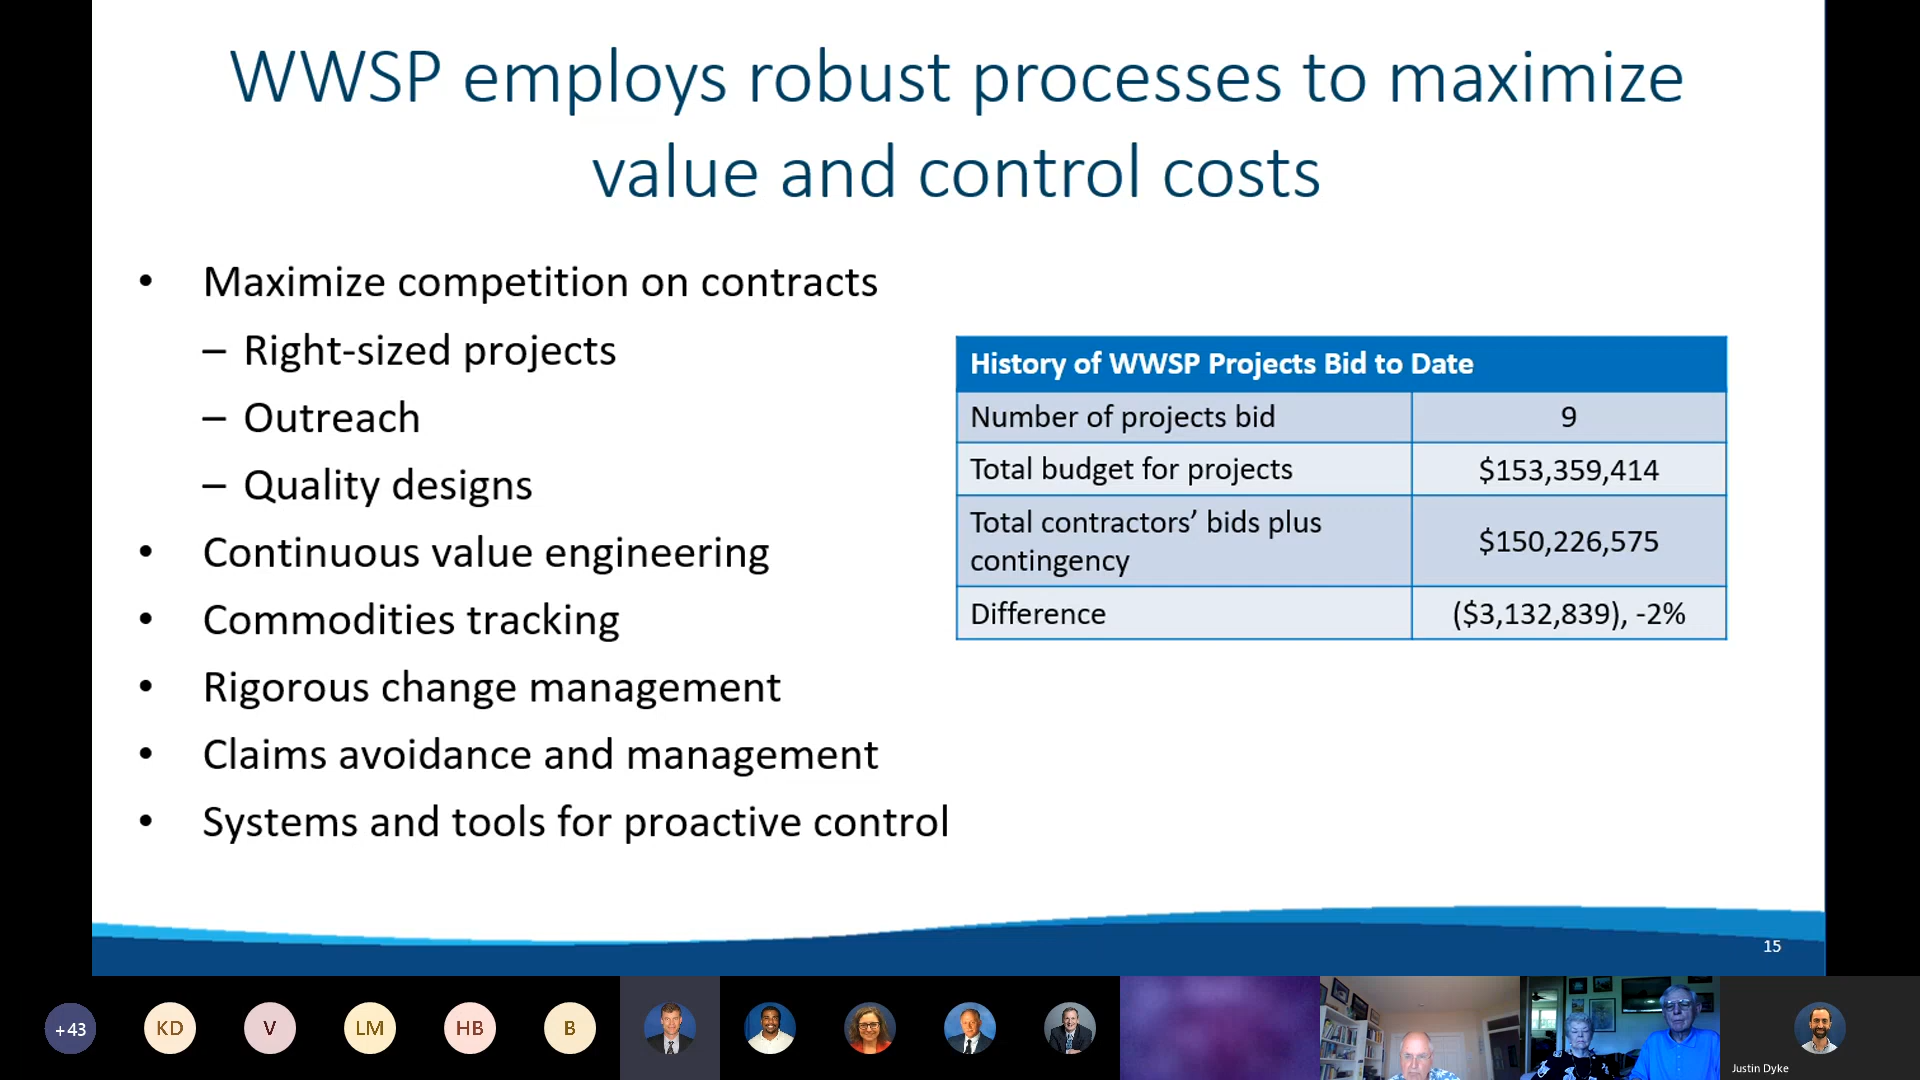 WWSP employs robust processes to maximize
value and control costs
• Maximize competition on contracts
– Right-sized projects
– Outreach
– Quality designs
• Continuous value engineering
• Commodities tracking
• Rigorous change management
• Claims avoidance and management
• Systems and tools for proactive control
History of WWSP Projects Bid to Date
Number of projects bid 9
Total budget for projects $153,359,414
Total contractors’ bids plus
contingency $150,226,575
Difference ($3,132,839), -2%
15
+43 KD V LM HB B
Justin Dyke